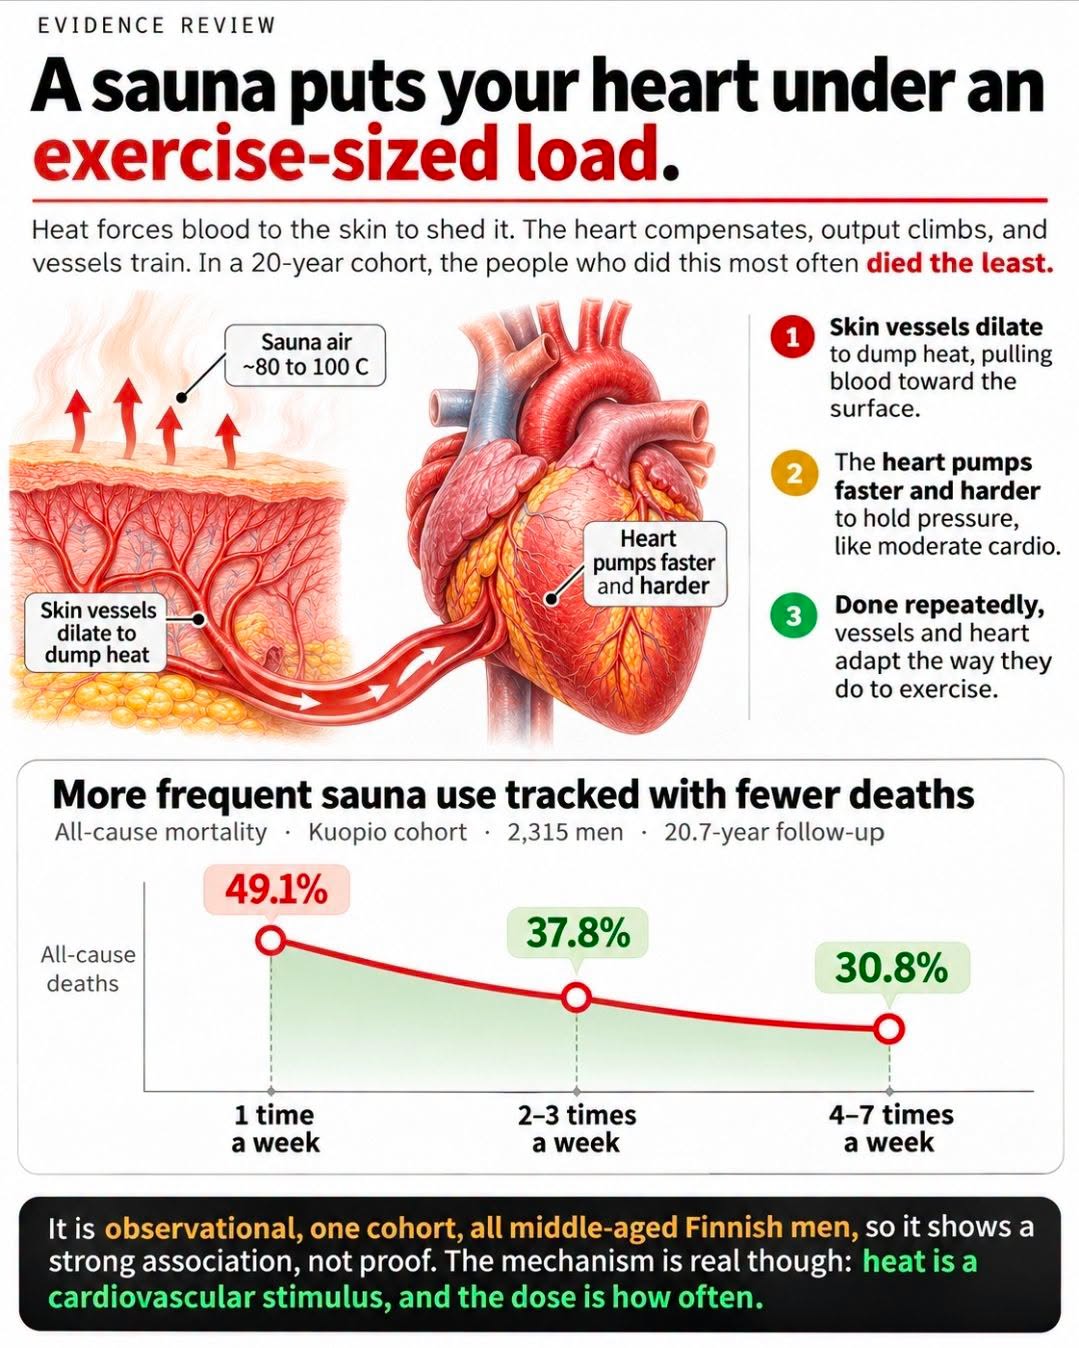 EVIDENCE REVIEW
A sauna puts your heart under an
exercise-sized load.
Heat forces blood to the skin to shed it. The heart compensates, output climbs, and
vessels train. In a 20-year cohort, the people who did this most often died the least.
Sauna air
~80 to 100 C
Skin vessels
dilate to
dump heat
Heart
pumps faster
and harder
1
Skin vessels dilate
to dump heat, pulling
blood toward the
surface.
2
The heart pumps
faster and harder
to hold pressure,
like moderate cardio.
3
Done repeatedly,
vessels and heart
adapt the way they
do to exercise.
More frequent sauna use tracked with fewer deaths
All-cause mortality · Kuopio cohort · 2,315 men · 20.7-year follow-up
49.1%
37.8%
30.8%
All-cause
deaths
1 time
a week
2–3 times
a week
4–7 times
a week
It is observational, one cohort, all middle-aged Finnish men, so it shows a
strong association, not proof. The mechanism is real though: heat is a
cardiovascular stimulus, and the dose is how often.